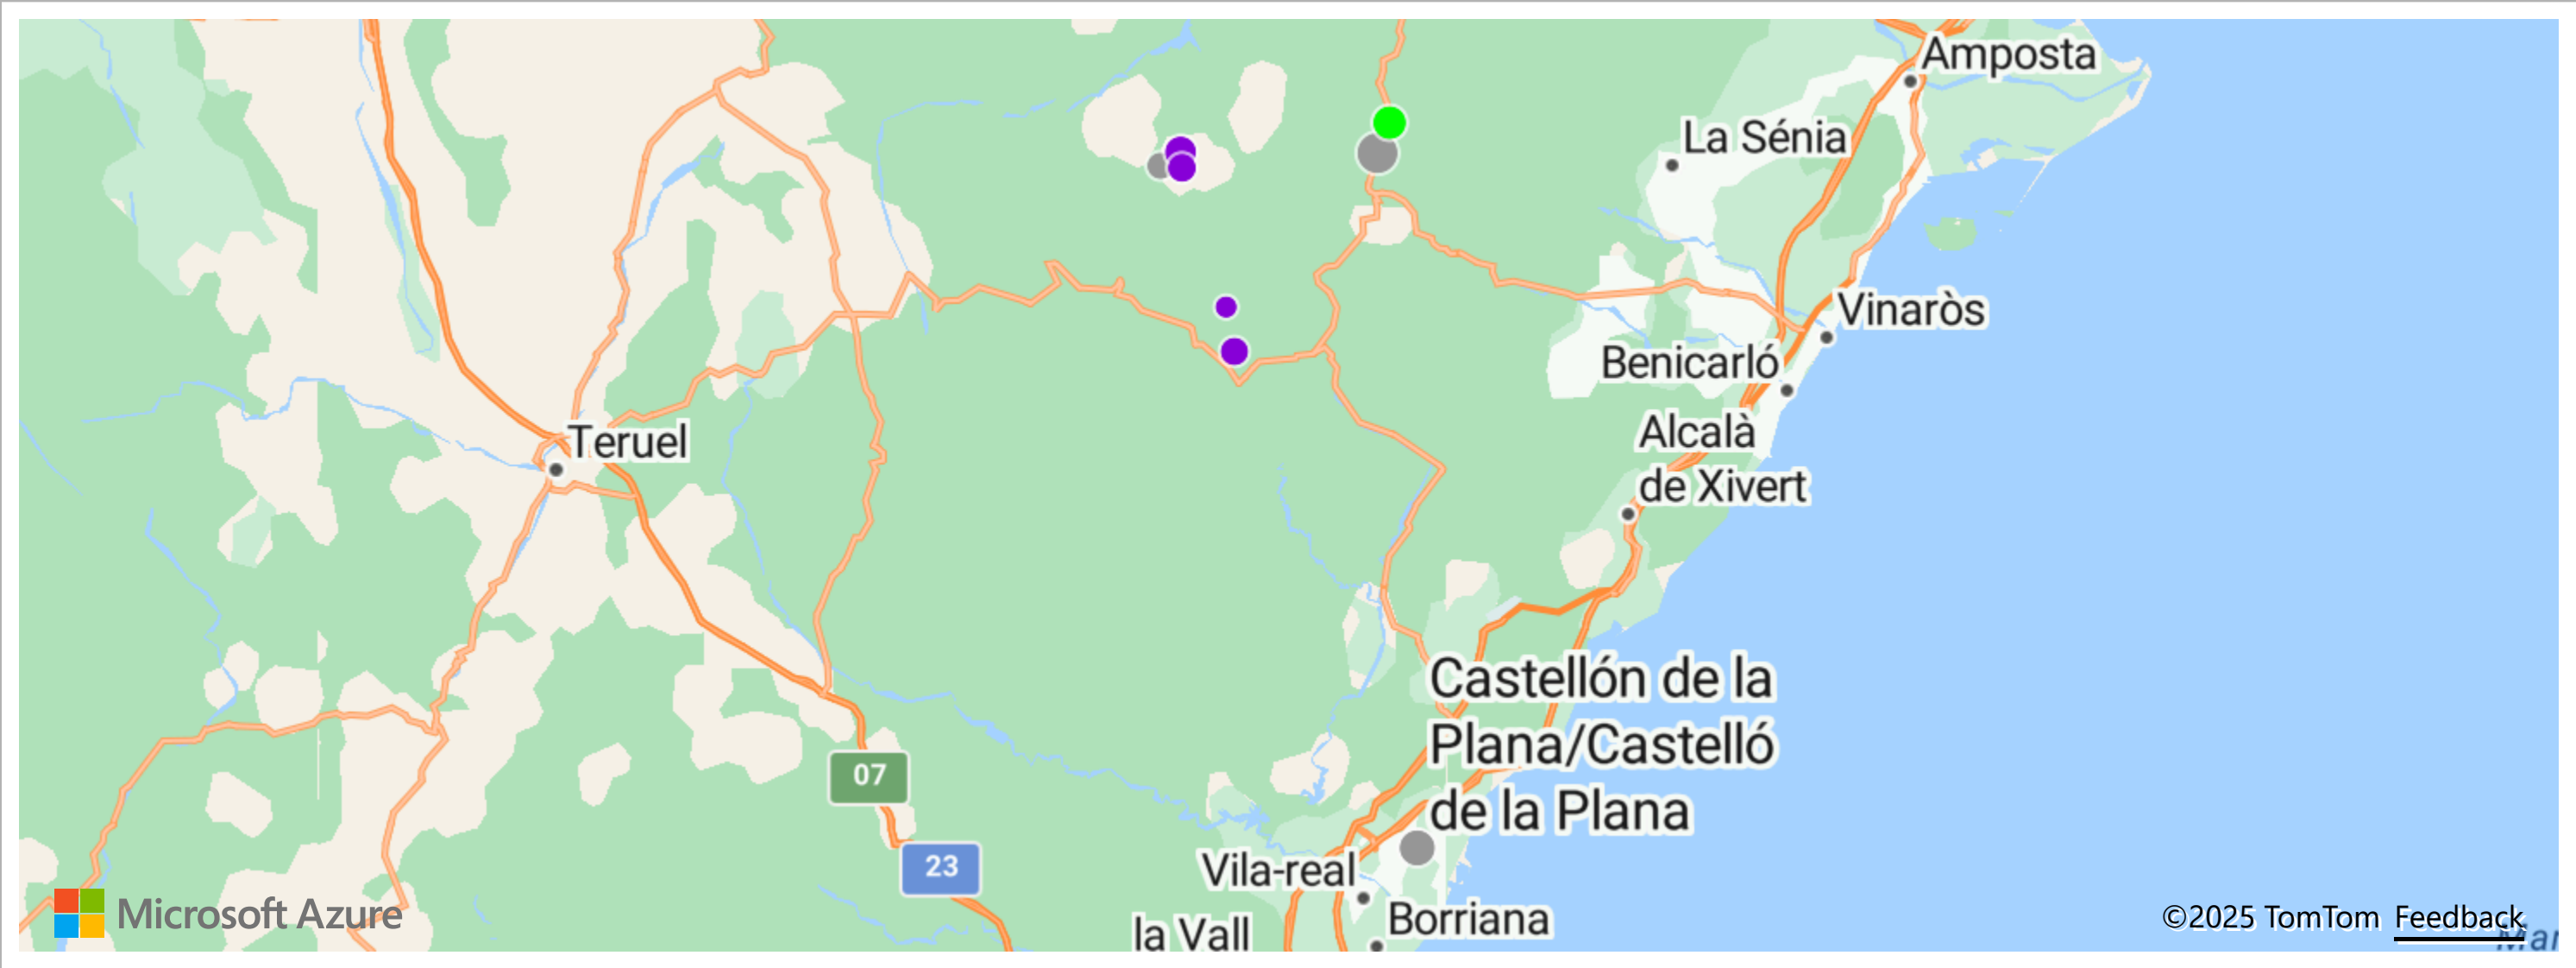 Amposta
La Sénia
Vinaròs
Benicarló
Alcalà
de Xivert
Teruel
Castellón de la
Plana/Castelló
de la Plana
07
23
Vila-real
Borriana
la Vall
Microsoft Azure
©2025 TomTom Feedback
Mar